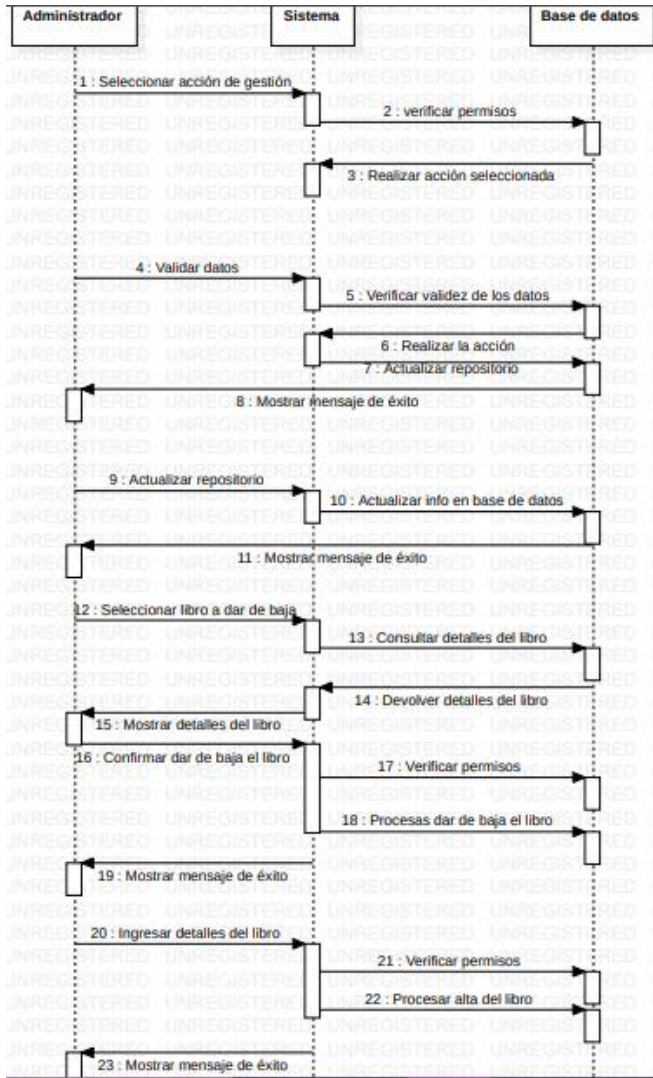 Administrador
Sistema
Base de datos
1 : Seleccionar acción de gestión
2 : verificar permisos
3 : Realizar acción seleccionada
4 : Validar datos
5 : Verificar validez de los datos
6 : Realizar la acción
7 : Actualizar repositorio
8 : Mostrar mensaje de éxito
9 : Actualizar repositorio
10 : Actualizar info en base de datos
11 : Mostrar mensaje de éxito
12 : Seleccionar libro a dar de baja
13 : Consultar detalles del libro
14 : Devolver detalles del libro
15 : Mostrar detalles del libro
16 : Confirmar dar de baja el libro
17 : Verificar permisos
18 : Procesas dar de baja el libro
19 : Mostrar mensaje de éxito
20 : Ingresar detalles del libro
21 : Verificar permisos
22 : Procesar alta del libro
23 : Mostrar mensaje de éxito